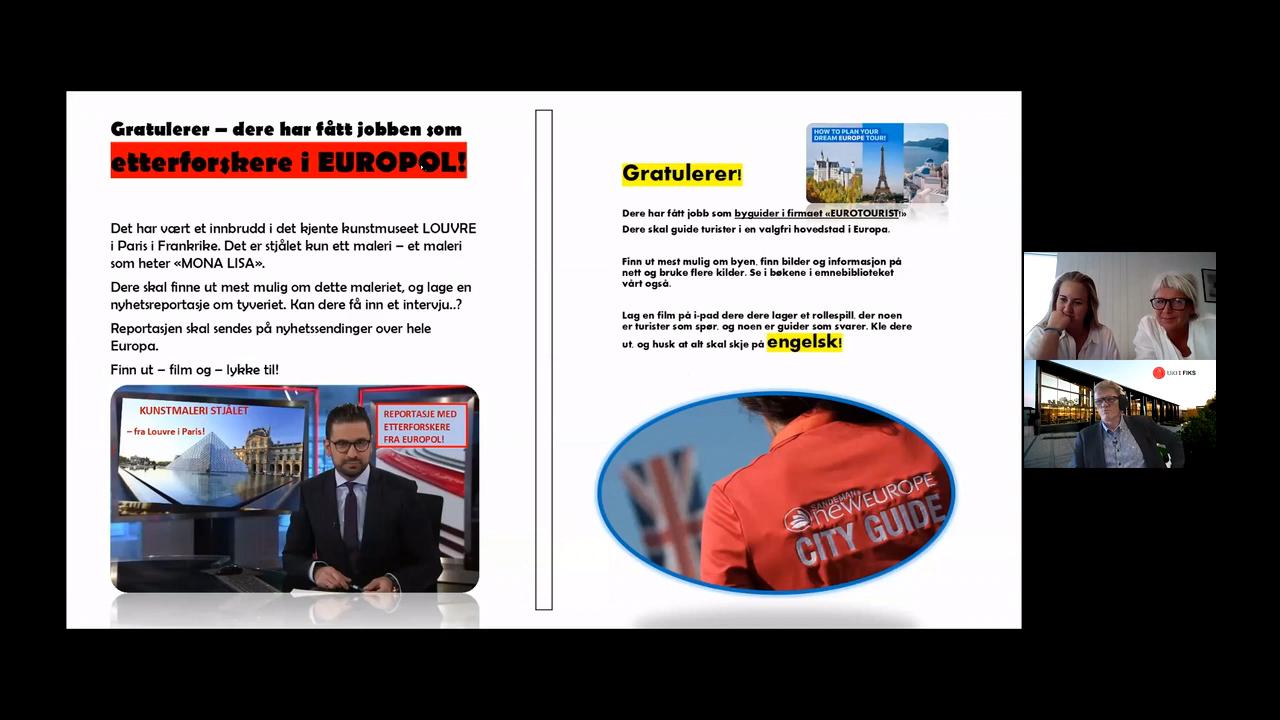 Gratulerer – dere har fått jobben som
etterforskere i EUROPOL!
Det har vært et innbrudd i det kjente kunstmuseet LOUVRE
i Paris i Frankrike. Det er stjålet kun ett maleri – et maleri
som heter «MONA LISA».
Dere skal finne ut mest mulig om dette maleriet, og lage en
nyhetsreportasje om tyveriet. Kan dere få inn et intervju..?
Reportasjen skal sendes på nyhetssendinger over hele
Europa.
Finn ut – film og – lykke til!
KUNSTMALERI STJÅLET
– fra Louvre i Paris!
REPORTASJE MED
ETTERFORSKERE
FRA EUROPOL!
HOW TO PLAN YOUR
DREAM EUROPE TOUR!
Gratulerer!
Dere har fått jobb som byguider i firmaet «EUROTOURIST!»
Dere skal guide turister i en valgfri hovedstad i Europa.
Finn ut mest mulig om byen, finn bilder og informasjon på
nett og bruke flere kilder. Se i bøkene i emnebiblioteket
vårt også.
Lag en film på i-pad dere dere lager et rollespill, der noen
er turister som spør, og noen er guider som svarer. Kle dere
ut, og husk at alt skal skje på engelsk!
SANDEMANs
newEUROPE
CITY GUIDE